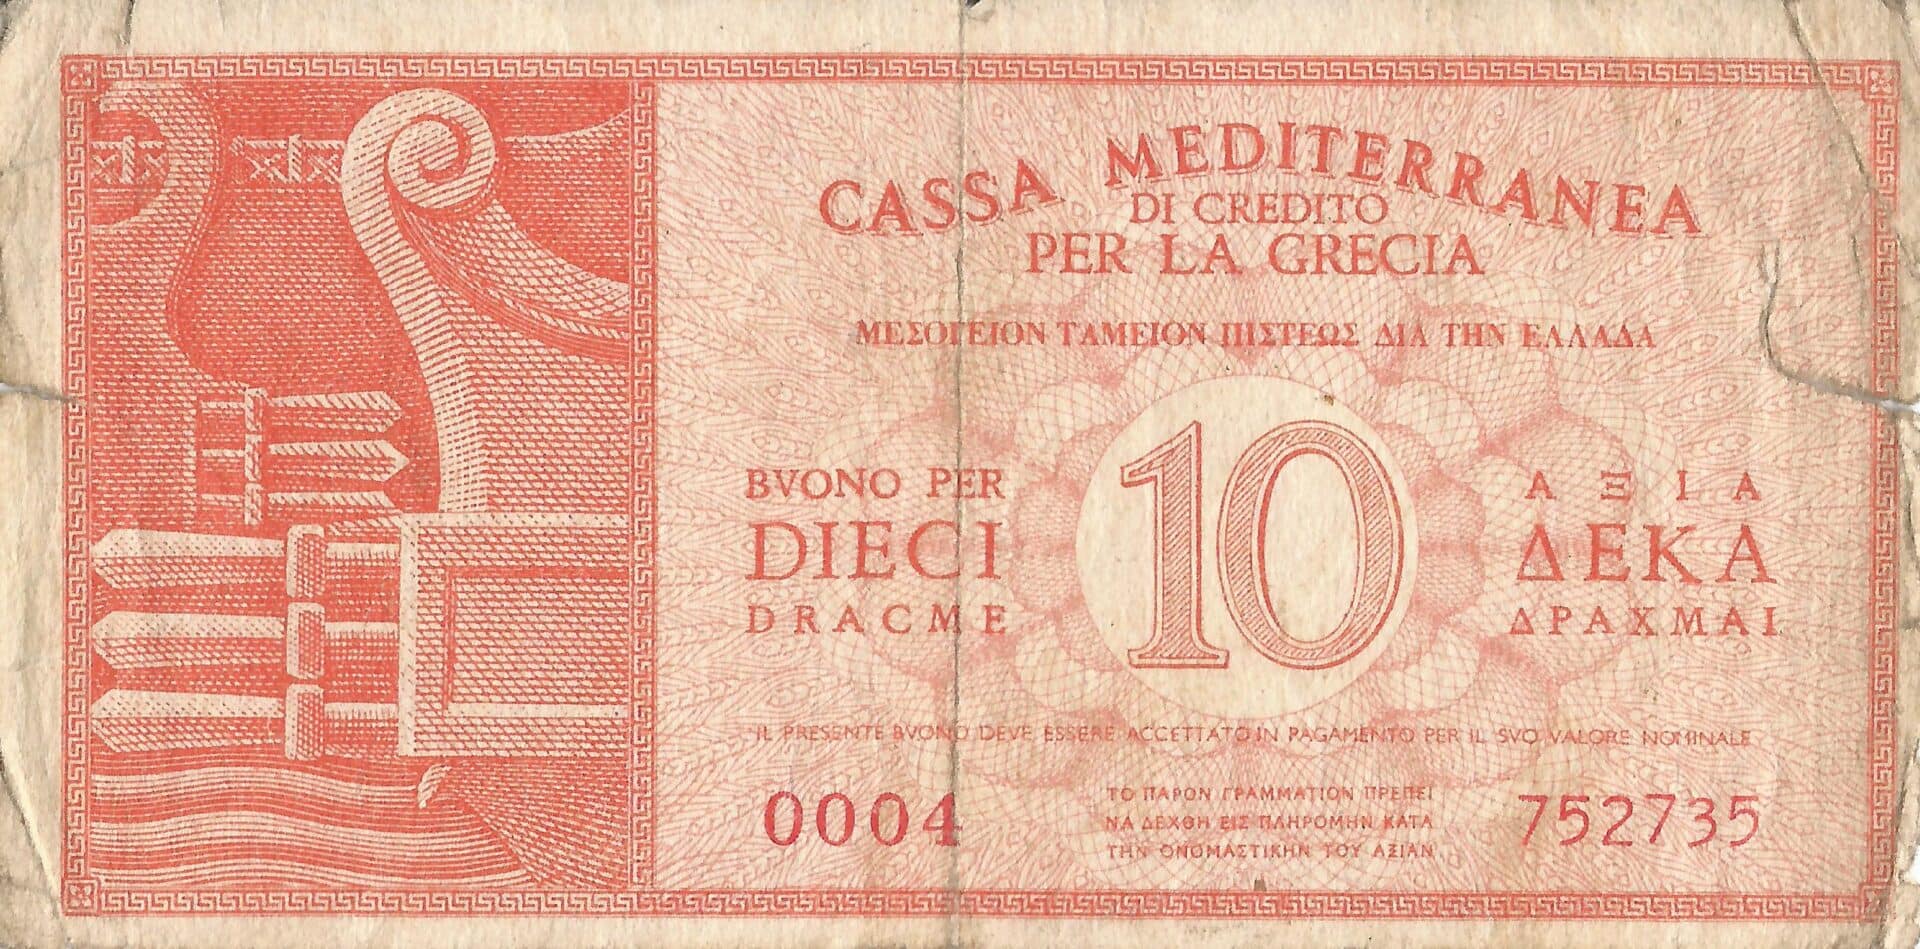 CASSA MEDITERRANEA
DI CREDITO
PER LA GRECIA
ΜΕΣΟΓΕΙΟΝ ΤΑΜΕΙΟΝ ΠΙΣΤΕΩΣ ΔΙΑ ΤΗΝ ΕΛΛΑΔΑ
BVONO PER
DIECI
DRACME
10
ΑΞΙΑ
ΔΕΚΑ
ΔΡΑΧΜΑΙ
IL PRESENTE BVONO DEVE ESSERE ACCETTATO IN PAGAMENTO PER IL SVO VALORE NOMINALE
0004
ΤΟ ΠΑΡΟΝ ΓΡΑΜΜΑΤΙΟΝ ΠΡΕΠΕΙ
ΝΑ ΔΕΧΘΗ ΕΙΣ ΠΛΗΡΟΜΗΝ ΚΑΤΑ
ΤΗΝ ΟΝΟΜΑΣΤΙΚΗΝ ΤΟΥ ΑΞΙΑΝ
752735